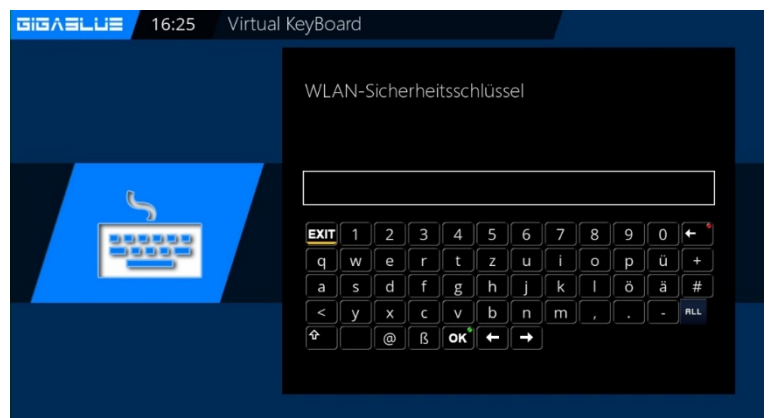 GIGABLUE 16:25 Virtual KeyBoard
WLAN-Sicherheitsschlüssel
EXIT 1 2 3 4 5 6 7 8 9 0 ←
q w e r t z u i o p ü +
a s d f g h j k l ö ä #
< y x c v b n m , . - ALL
⇧ @ ß OK ← →